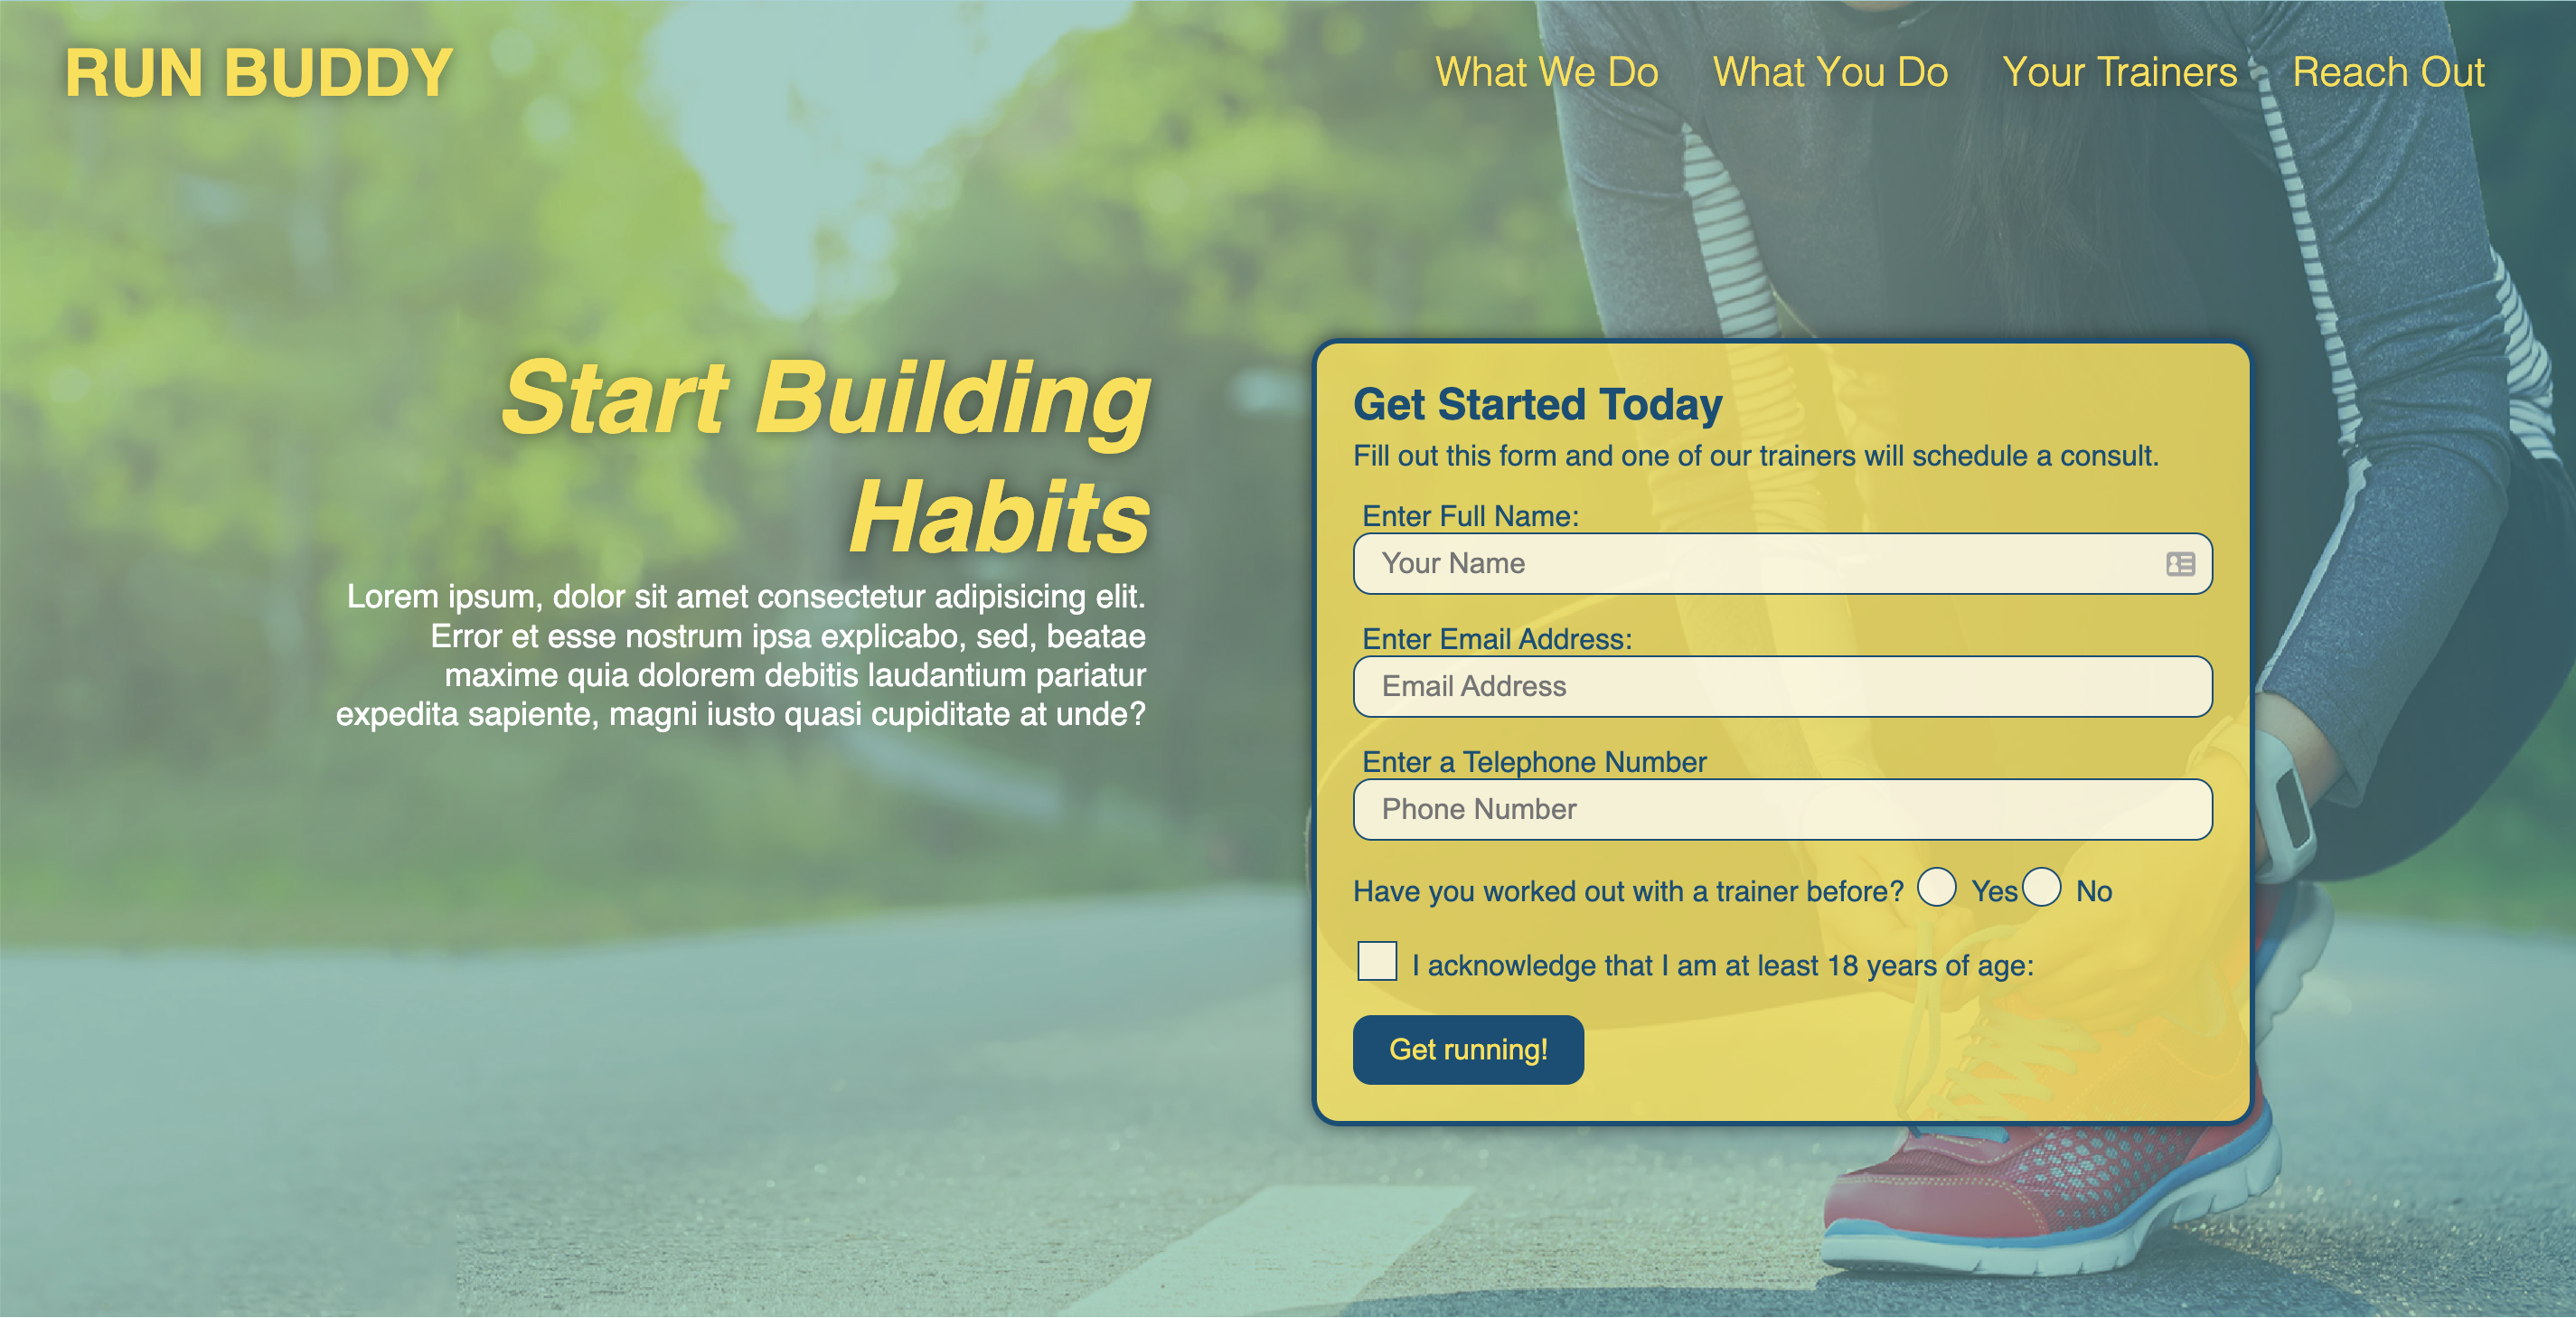 RUN BUDDY
What We Do
What You Do
Your Trainers
Reach Out
Start Building
Habits
Lorem ipsum, dolor sit amet consectetur adipisicing elit.
Error et esse nostrum ipsa explicabo, sed, beatae
maxime quia dolorem debitis laudantium pariatur
expedita sapiente, magni iusto quasi cupiditate at unde?
Get Started Today
Fill out this form and one of our trainers will schedule a consult.
Enter Full Name:
Your Name
Enter Email Address:
Email Address
Enter a Telephone Number
Phone Number
Have you worked out with a trainer before? Yes No
I acknowledge that I am at least 18 years of age:
Get running!